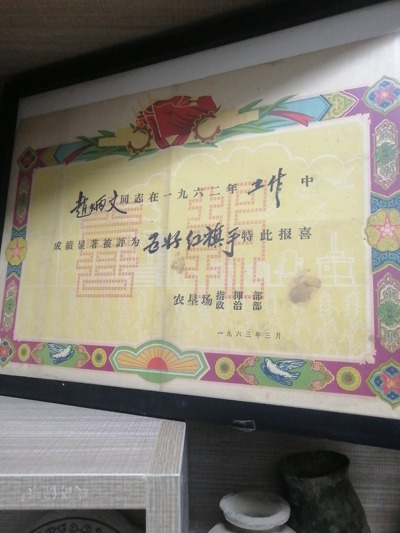 赵炳文同志在一九六二年工作中
成绩显著被评为五好红旗手特此报喜
农垦场指挥部
政治部
一九六三年三月